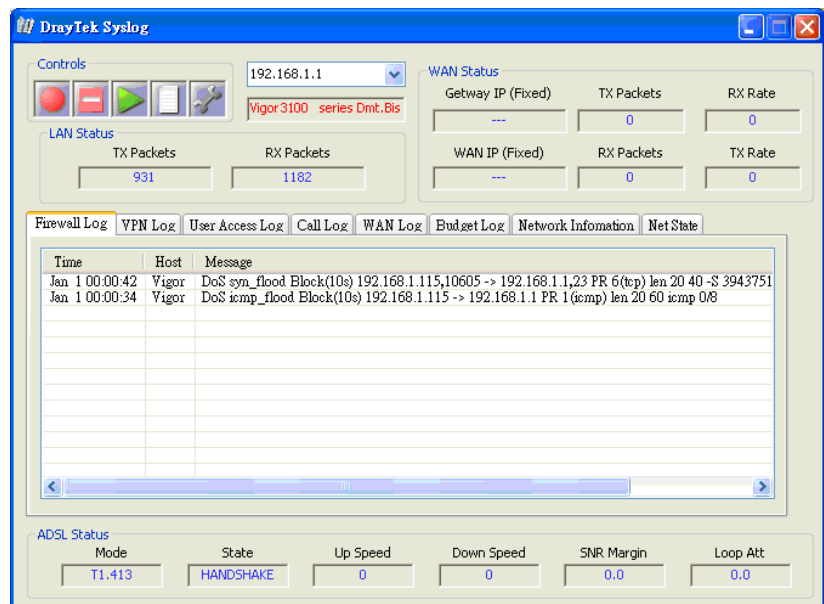 DrayTek Syslog
Controls
192.168.1.1
Vigor3100 series Dmt.Bis
LAN Status
TX Packets RX Packets
931 1182
WAN Status
Getway IP (Fixed) TX Packets RX Rate
--- 0 0
WAN IP (Fixed) RX Packets TX Rate
--- 0 0
Firewall Log VPN Log User Access Log Call Log WAN Log Budget Log Network Infomation Net State
Time Host Message
Jan 1 00:00:42 Vigor DoS syn_flood Block(10s) 192.168.1.115,10605 -> 192.168.1.1,23 PR 6(tcp) len 20 40 -S 3943751
Jan 1 00:00:34 Vigor DoS icmp_flood Block(10s) 192.168.1.115 -> 192.168.1.1 PR 1(icmp) len 20 60 icmp 0/8
ADSL Status
Mode State Up Speed Down Speed SNR Margin Loop Att
T1.413 HANDSHAKE 0 0 0.0 0.0